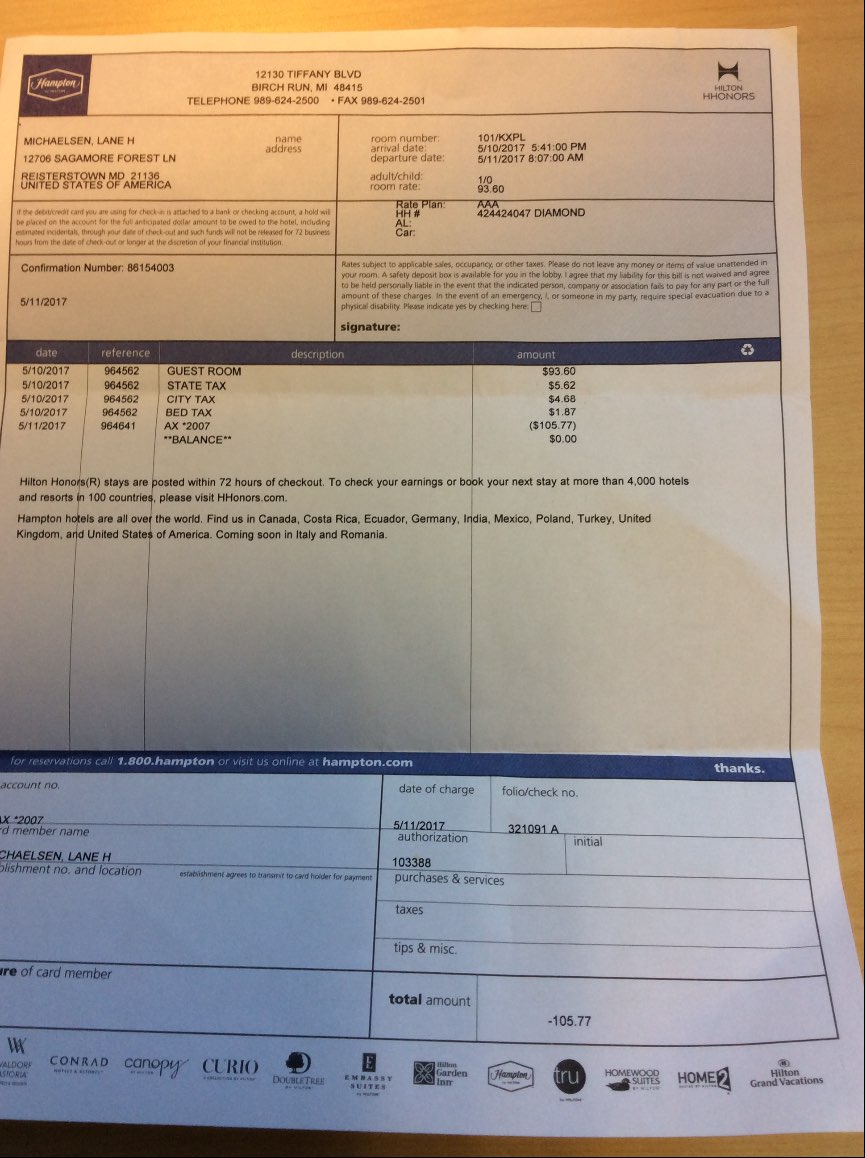 Hampton
12130 TIFFANY BLVD
BIRCH RUN, MI 48415
TELEPHONE 989-624-2500 • FAX 989-624-2501
HILTON
HHONORS
MICHAELSEN, LANE H
name
address
12706 SAGAMORE FOREST LN
REISTERSTOWN MD 21136
UNITED STATES OF AMERICA
room number: 101/KXPL
arrival date: 5/10/2017 5:41:00 PM
departure date: 5/11/2017 8:07:00 AM
adult/child: 1/0
room rate: 93.60
Rate Plan: AAA
HH # 424424047 DIAMOND
AL:
Car:
If the debit/credit card you are using for check-in is attached to a bank or checking account, a hold will
be placed on the account for the full anticipated dollar amount to be owed to the hotel, including
estimated incidentals, through your date of check-out and such funds will not be released for 72 business
hours from the date of check-out or longer at the discretion of your financial institution.
Confirmation Number: 86154003
5/11/2017
Rates subject to applicable sales, occupancy, or other taxes. Please do not leave any money or items of value unattended in
your room. A safety deposit box is available for you in the lobby. I agree that my liability for this bill is not waived and agree
to be held personally liable in the event that the indicated person, company or association fails to pay for any part or the full
amount of these charges. In the event of an emergency, I, or someone in my party, require special evacuation due to a
physical disability. Please indicate yes by checking here:
signature:
date reference description amount
5/10/2017 964562 GUEST ROOM $93.60
5/10/2017 964562 STATE TAX $5.62
5/10/2017 964562 CITY TAX $4.68
5/10/2017 964562 BED TAX $1.87
5/11/2017 964641 AX *2007 ($105.77)
**BALANCE** $0.00
Hilton Honors(R) stays are posted within 72 hours of checkout. To check your earnings or book your next stay at more than 4,000 hotels
and resorts in 100 countries, please visit HHonors.com.
Hampton hotels are all over the world. Find us in Canada, Costa Rica, Ecuador, Germany, India, Mexico, Poland, Turkey, United
Kingdom, and United States of America. Coming soon in Italy and Romania.
for reservations call 1.800.hampton or visit us online at hampton.com
thanks.
account no.
AX *2007
rd member name
CHAELSEN, LANE H
blishment no. and location
establishment agrees to transmit to card holder for payment
ure of card member
date of charge
5/11/2017
folio/check no.
321091 A
authorization
103388
initial
purchases & services
taxes
tips & misc.
total amount
-105.77
WALDORF
ASTORIA
CONRAD
canopy
CURIO
DOUBLETREE
EMBASSY
SUITES
Hilton
Garden
Inn
Hampton
tru
HOMEWOOD
SUITES
HOME2
Hilton
Grand Vacations